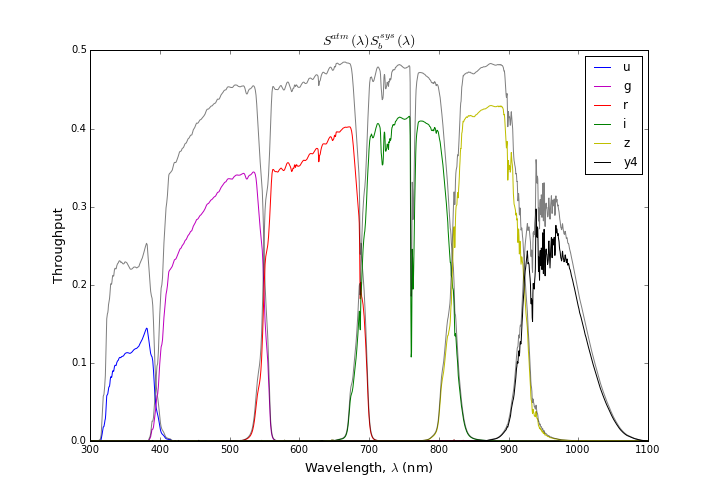 S^{atm}(λ)S_b^{sys}(λ)
0.5
0.4
0.3
0.2
0.1
0.0
Throughput
u
g
r
i
z
y4
300 400 500 600 700 800 900 1000 1100
Wavelength, λ (nm)